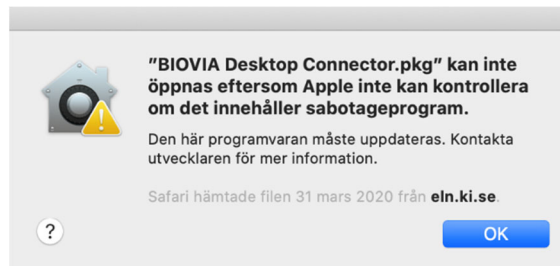 ”BIOVIA Desktop Connector.pkg” kan inte
öppnas eftersom Apple inte kan kontrollera
om det innehåller sabotageprogram.
Den här programvaran måste uppdateras. Kontakta
utvecklaren för mer information.
Safari hämtade filen 31 mars 2020 från eln.ki.se.
?
OK